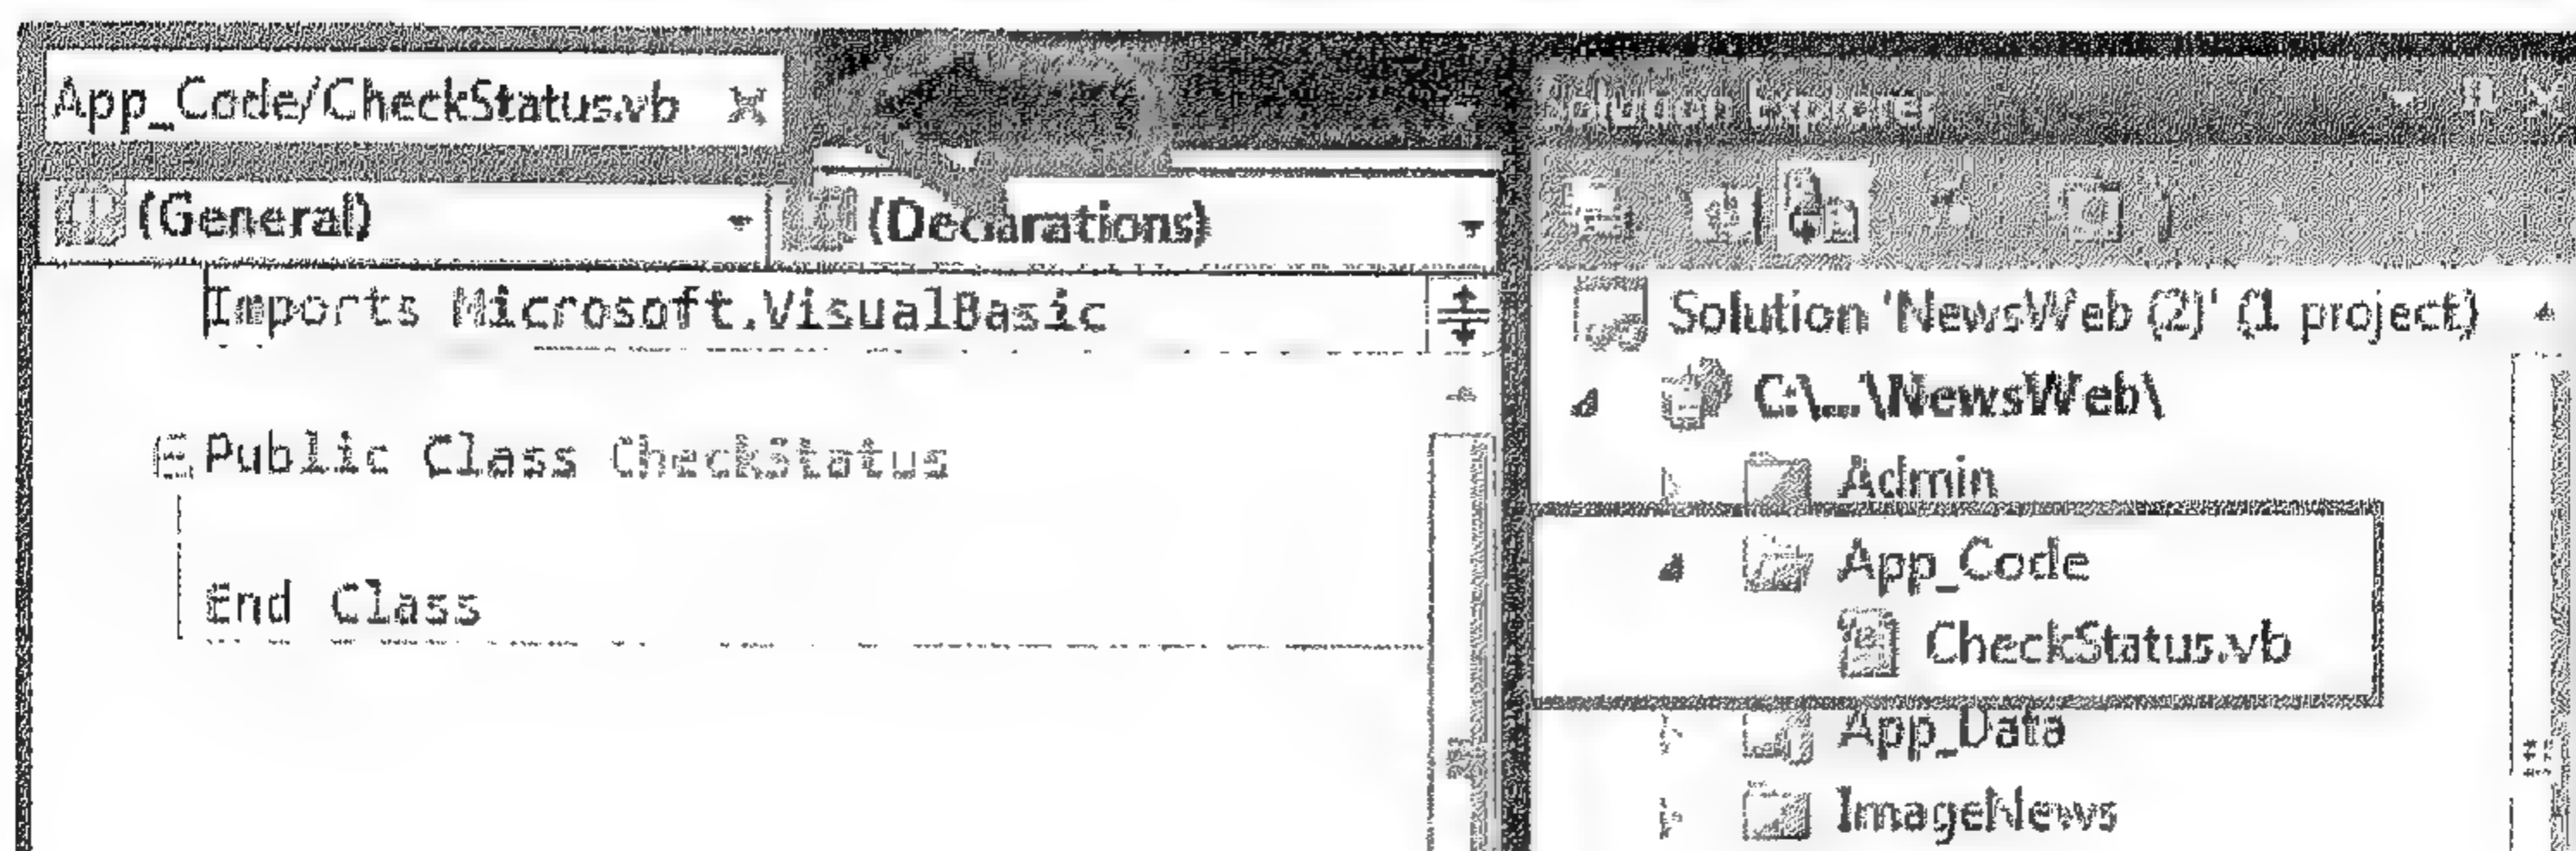 App_Code/CheckStatus.vb
(General)
(Declarations)
Imports Microsoft.VisualBasic
Public Class CheckStatus
End Class
Solution Explorer
Solution 'NewsWeb (2)' (1 project)
C:\...\NewsWeb\
Admin
App_Code
CheckStatus.vb
App_Data
ImageNews